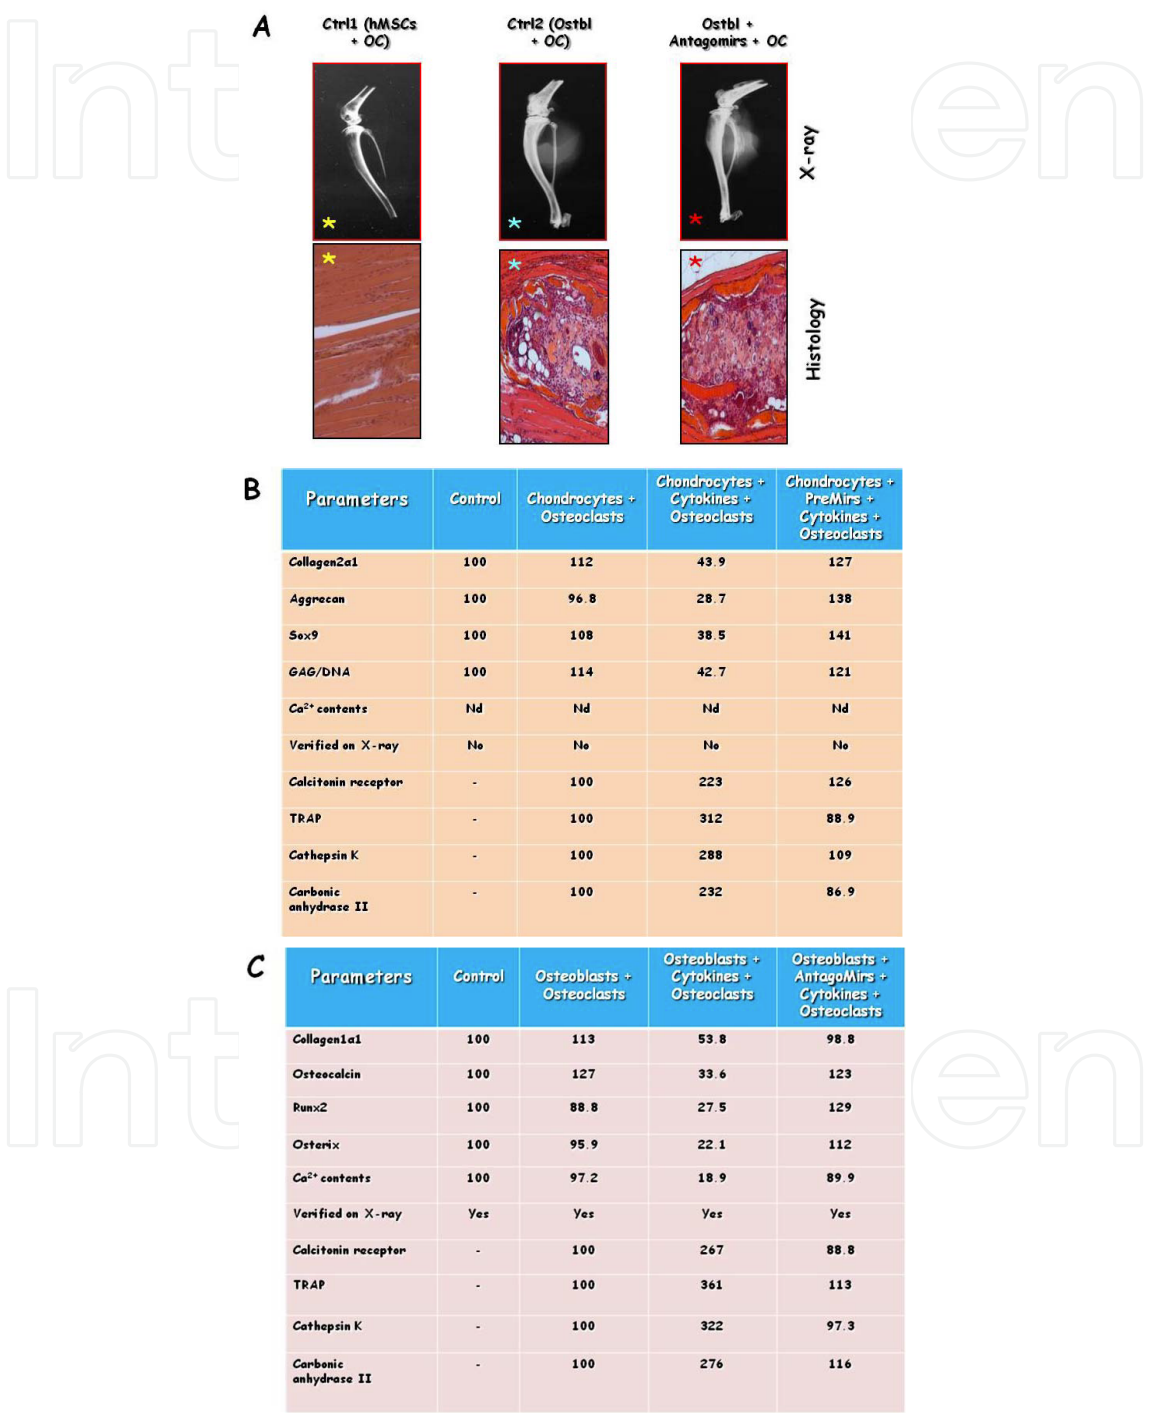 A
Ctrl1 (hMSCs
+ OC)
Ctrl2 (Ostbl
+ OC)
Ostbl +
Antagomirs + OC
X-ray
Histology
B
Parameters
Control
Chondrocytes +
Osteoclasts
Chondrocytes +
Cytokines +
Osteoclasts
Chondrocytes +
PreMirs +
Cytokines +
Osteoclasts
Collagen2α1 100 112 43.9 127
Aggrecan 100 96.8 28.7 138
Sox9 100 108 38.5 141
GAG/DNA 100 114 42.7 121
Ca²⁺ contents Nd Nd Nd Nd
Verified on X-ray No No No No
Calcitonin receptor - 100 223 126
TRAP - 100 312 88.9
Cathepsin K - 100 288 109
Carbonic - 100 232 86.9
anhydrase II
C
Parameters
Control
Osteoblasts +
Osteoclasts
Osteoblasts +
Cytokines +
Osteoclasts
Osteoblasts +
AntagoMirs +
Cytokines +
Osteoclasts
Collagen1α1 100 113 53.8 98.8
Osteocalcin 100 127 33.6 123
Runx2 100 88.8 27.5 129
Osterix 100 95.9 22.1 112
Ca²⁺ contents 100 97.2 18.9 89.9
Verified on X-ray Yes Yes Yes Yes
Calcitonin receptor - 100 267 88.8
TRAP - 100 361 113
Cathepsin K - 100 322 97.3
Carbonic - 100 276 116
anhydrase II
Int en
Int en